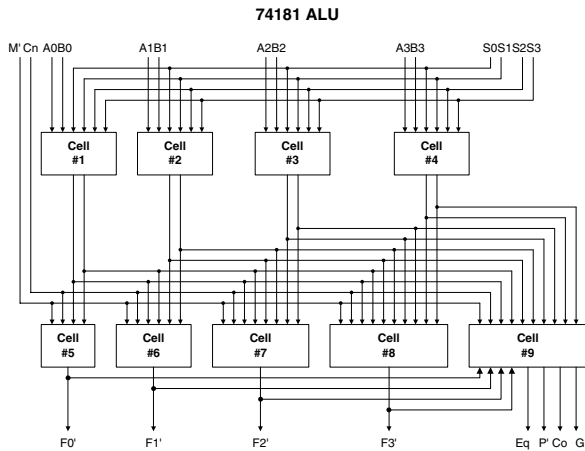 74181 ALU
M' Cn A0B0 A1B1 A2B2 A3B3 S0S1S2S3
Cell #1
Cell #2
Cell #3
Cell #4
Cell #5
Cell #6
Cell #7
Cell #8
Cell #9
F0' F1' F2' F3' Eq P' Co G